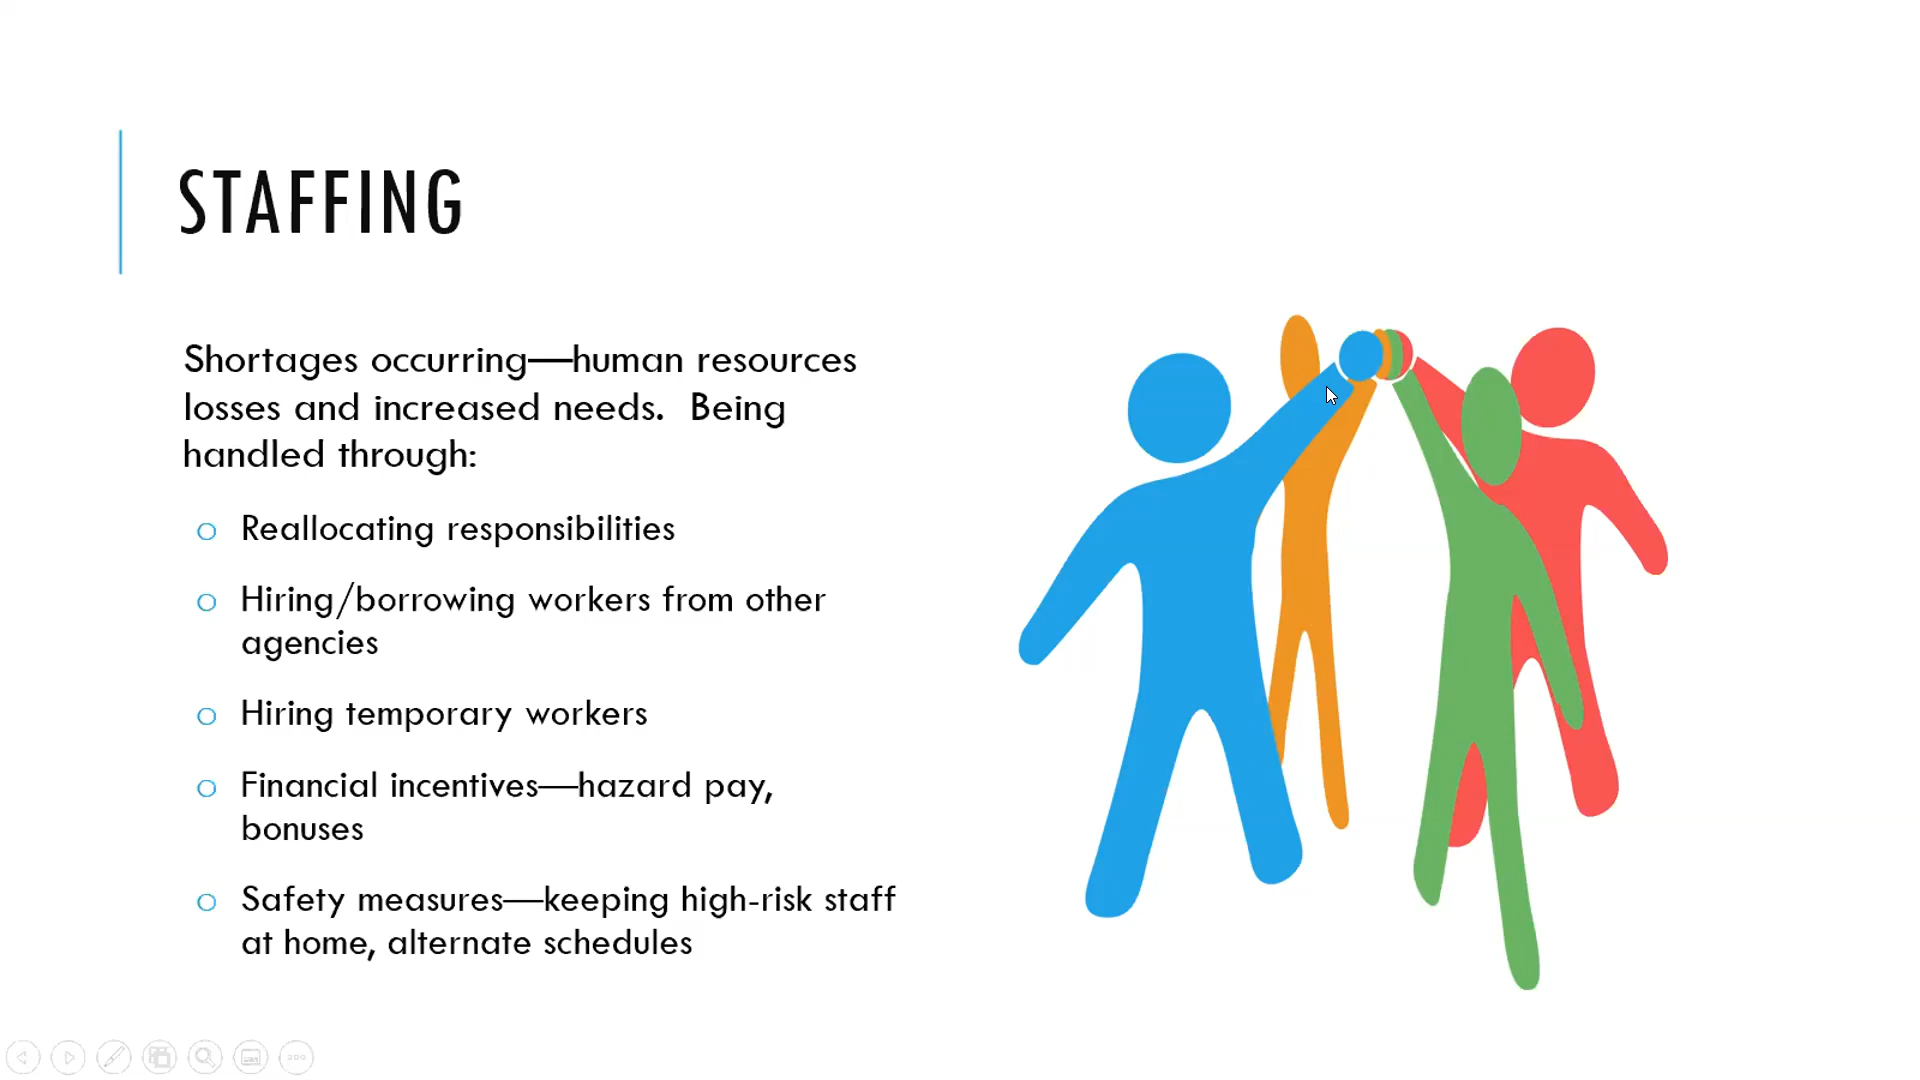 STAFFING
Shortages occurring—human resources
losses and increased needs.  Being
handled through:
o Reallocating responsibilities
o Hiring/borrowing workers from other
agencies
o Hiring temporary workers
o Financial incentives—hazard pay,
bonuses
o Safety measures—keeping high-risk staff
at home, alternate schedules